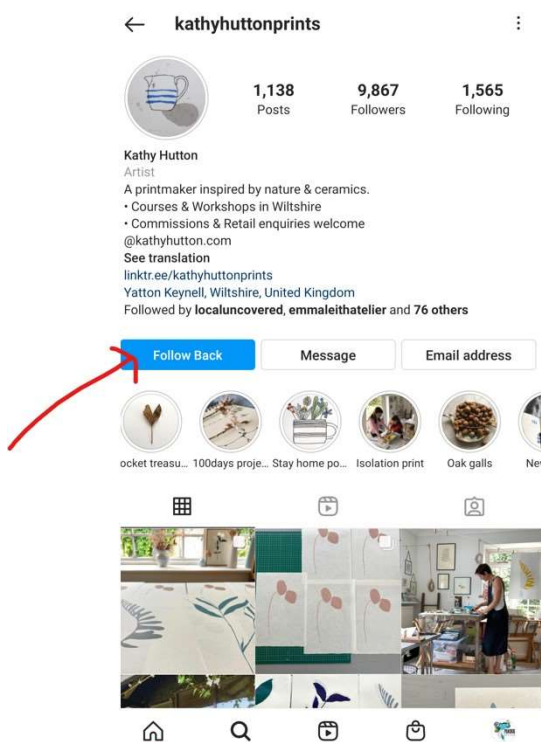 kathyhuttonprints
1,138 9,867 1,565
Posts Followers Following
Kathy Hutton
Artist
A printmaker inspired by nature & ceramics.
• Courses & Workshops in Wiltshire
• Commissions & Retail enquiries welcome
@kathyhutton.com
See translation
linktr.ee/kathyhuttonprints
Yatton Keynell, Wiltshire, United Kingdom
Followed by localuncovered, emmaleithatelier and 76 others
Follow Back Message Email address
ocket treasu... 100days proje... Stay home po... Isolation print Oak galls Ne